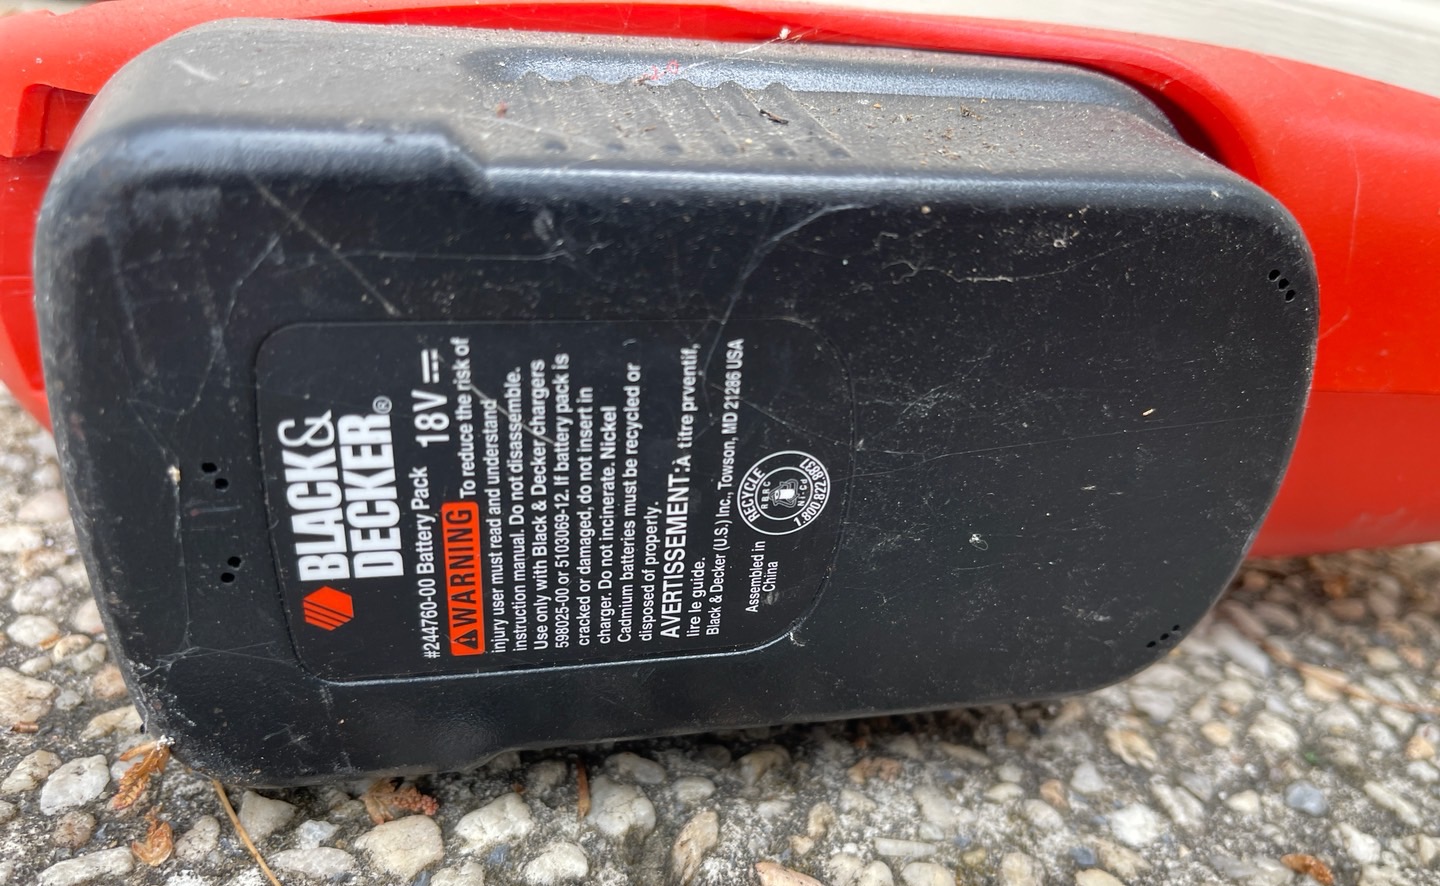 BLACK&
DECKER®
#244760-00 Battery Pack 18V
WARNING To reduce the risk of
injury user must read and understand
instruction manual. Do not disassemble.
Use only with Black & Decker chargers
598025-00 or 5103069-12. If battery pack is
cracked or damaged, do not insert in
charger. Do not incinerate. Nickel
Cadmium batteries must be recycled or
disposed of properly.
AVERTISSEMENT:À titre prventif,
lire le guide.
Black & Decker (U.S.) Inc., Towson, MD 21286 USA
Assembled in
China
RECYCLE
RBRC
Ni-Cd
1.800.822.8837